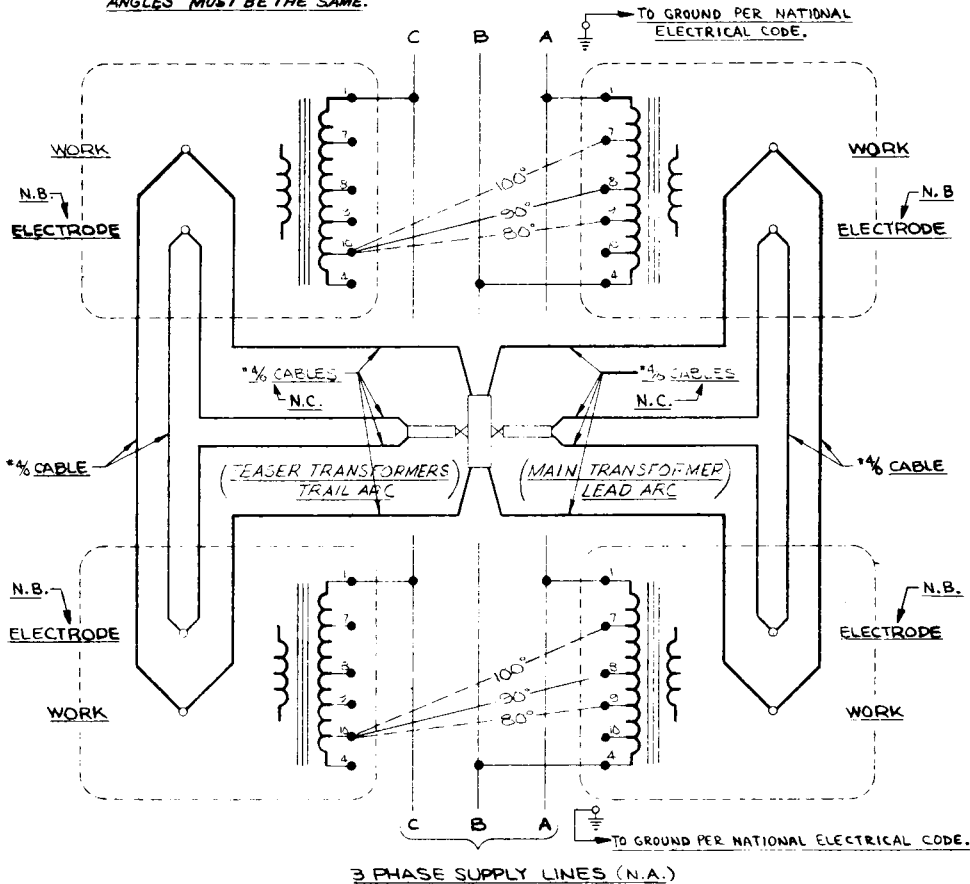 ANGLES MUST BE THE SAME.
TO GROUND PER NATIONAL
ELECTRICAL CODE.
C B A
1
7
8
9
10
4
1
7
8
9
10
4
100°
90°
80°
WORK
N.B.
ELECTRODE
WORK
N.B
ELECTRODE
"4/0 CABLES
N.C.
"4/0 CABLES
N.C.
"4/0 CABLE
"4/0 CABLE
(TEASER TRANSFORMERS)
TRAIL ARC
(MAIN TRANSFORMER)
LEAD ARC
N.B.
ELECTRODE
WORK
N.B.
ELECTRODE
WORK
1
7
8
9
10
4
1
7
8
9
10
4
100°
90°
80°
C B A
TO GROUND PER NATIONAL ELECTRICAL CODE.
3 PHASE SUPPLY LINES (N.A.)